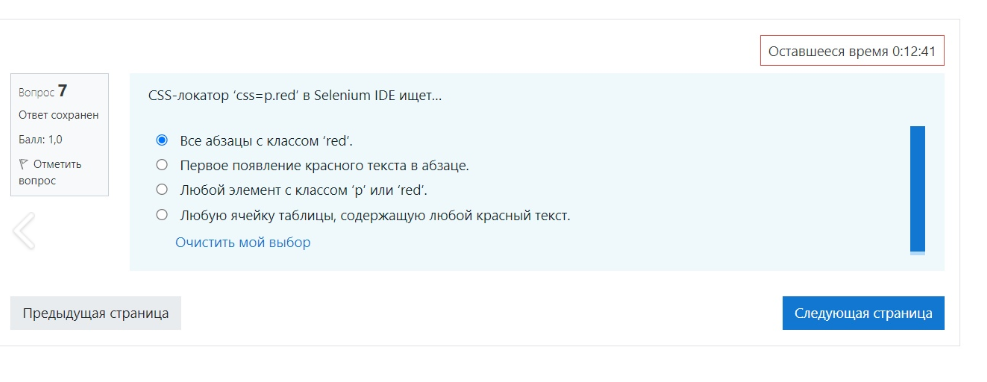 Оставшееся время 0:12:41
Вопрос 7
Ответ сохранен
Балл: 1,0
Отметить
вопрос
CSS-локатор ‘css=p.red’ в Selenium IDE ищет...
Все абзацы с классом ‘red’.
Первое появление красного текста в абзаце.
Любой элемент с классом ‘p’ или ‘red’.
Любую ячейку таблицы, содержащую любой красный текст.
Очистить мой выбор
Предыдущая страница
Следующая страница